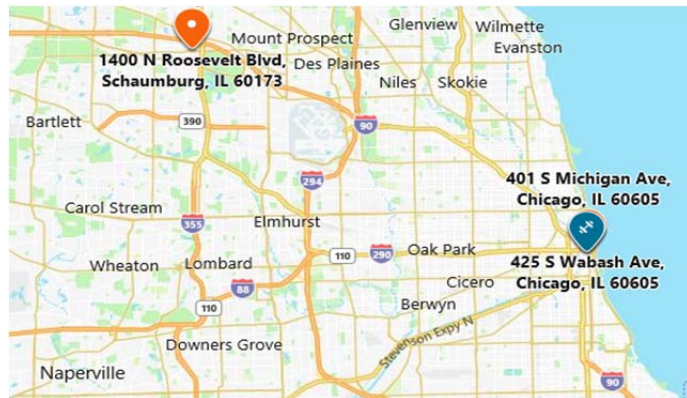 Glenview
Wilmette
Mount Prospect
Evanston
1400 N Roosevelt Blvd,
Schaumburg, IL 60173
Des Plaines
Niles
Skokie
Bartlett
390
90
401 S Michigan Ave,
Chicago, IL 60605
294
Carol Stream
355
Elmhurst
Oak Park
110
290
425 S Wabash Ave,
Chicago, IL 60605
Wheaton
Lombard
88
Cicero
110
Berwyn
Stevenson Expy N
Downers Grove
Naperville
90